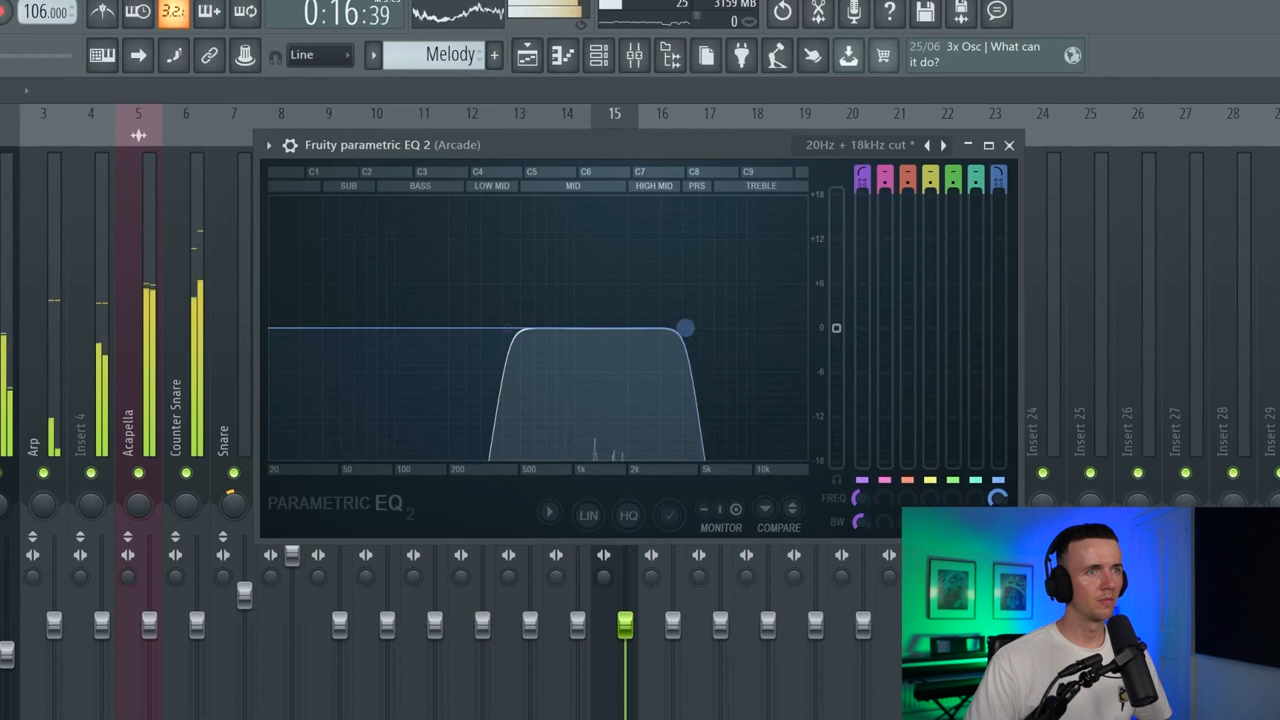 106.000
3.2.
0:16:39
25
3159 MB
0
Line
Melody
25/06 3x Osc | What can
it do?
3 4 5 6 7 8 9 10 11 12 13 14 15 16 17 18 19 20 21 22 23 24 25 26 27 28 29
Fruity parametric EQ 2 (Arcade)
20Hz + 18kHz cut *
C1 C2 C3 C4 C5 C6 C7 C8 C9
SUB BASS LOW MID MID HIGH MID PRS TREBLE
+18
+12
+6
0
-6
-12
-18
20 50 100 200 500 1k 2k 5k 10k
PARAMETRIC EQ 2
LIN
HQ
MONITOR
COMPARE
FREQ
BW
Arp
Insert 4
Acapella
Counter Snare
Snare
Insert 24
Insert 25
Insert 26
Insert 27
Insert 28
Insert 29